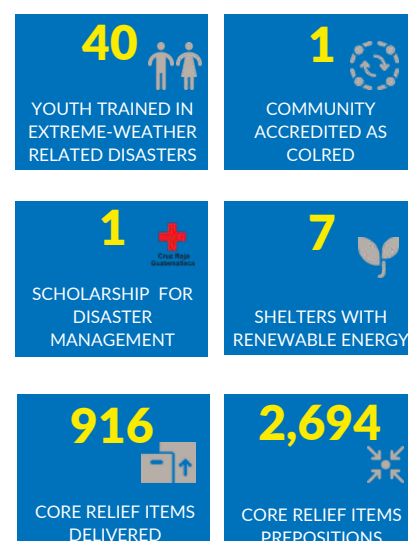 40
YOUTH TRAINED IN
EXTREME-WEATHER
RELATED DISASTERS
1
COMMUNITY
ACCREDITED AS
COLRED
1
Cruz Roja
Guatemalteca
SCHOLARSHIP FOR
DISASTER
MANAGEMENT
7
SHELTERS WITH
RENEWABLE ENERGY
916
CORE RELIEF ITEMS
DELIVERED
2,694
CORE RELIEF ITEMS
PREPOSITIONS